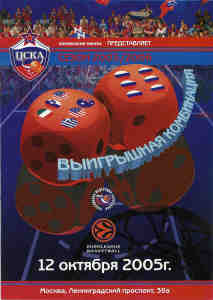 ЦСКА
ПРЕДСТАВЛЯЕТ
ВЫИГРЫШНАЯ КОМБИНАЦИЯ
EUROLEAGUE
BASKETBALL
12 октября 2005г.
Москва, Ленинградский проспект, 39а